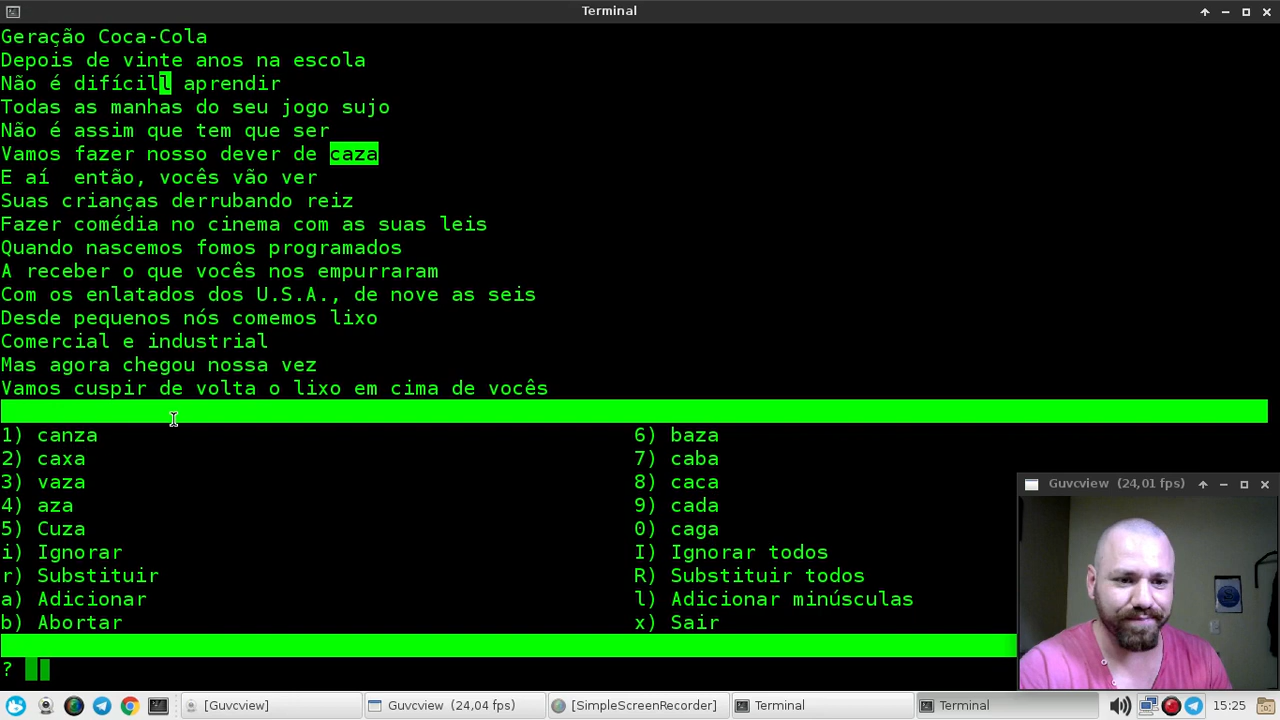 Terminal
Geração Coca-Cola
Depois de vinte anos na escola
Não é difícill aprendir
Todas as manhas do seu jogo sujo
Não é assim que tem que ser
Vamos fazer nosso dever de caza
E aí  então, vocês vão ver
Suas crianças derrubando reiz
Fazer comédia no cinema com as suas leis
Quando nascemos fomos programados
A receber o que vocês nos empurraram
Com os enlatados dos U.S.A., de nove as seis
Desde pequenos nós comemos lixo
Comercial e industrial
Mas agora chegou nossa vez
Vamos cuspir de volta o lixo em cima de vocês
1) canza 6) baza
2) caxa 7) caba
3) vaza 8) caca
4) aza 9) cada
5) Cuza 0) caga
i) Ignorar I) Ignorar todos
r) Substituir R) Substituir todos
a) Adicionar l) Adicionar minúsculas
b) Abortar x) Sair
?
Guvcview (24,01 fps)
[Guvcview] Guvcview (24,04 fps) [SimpleScreenRecorder] Terminal Terminal 15:25